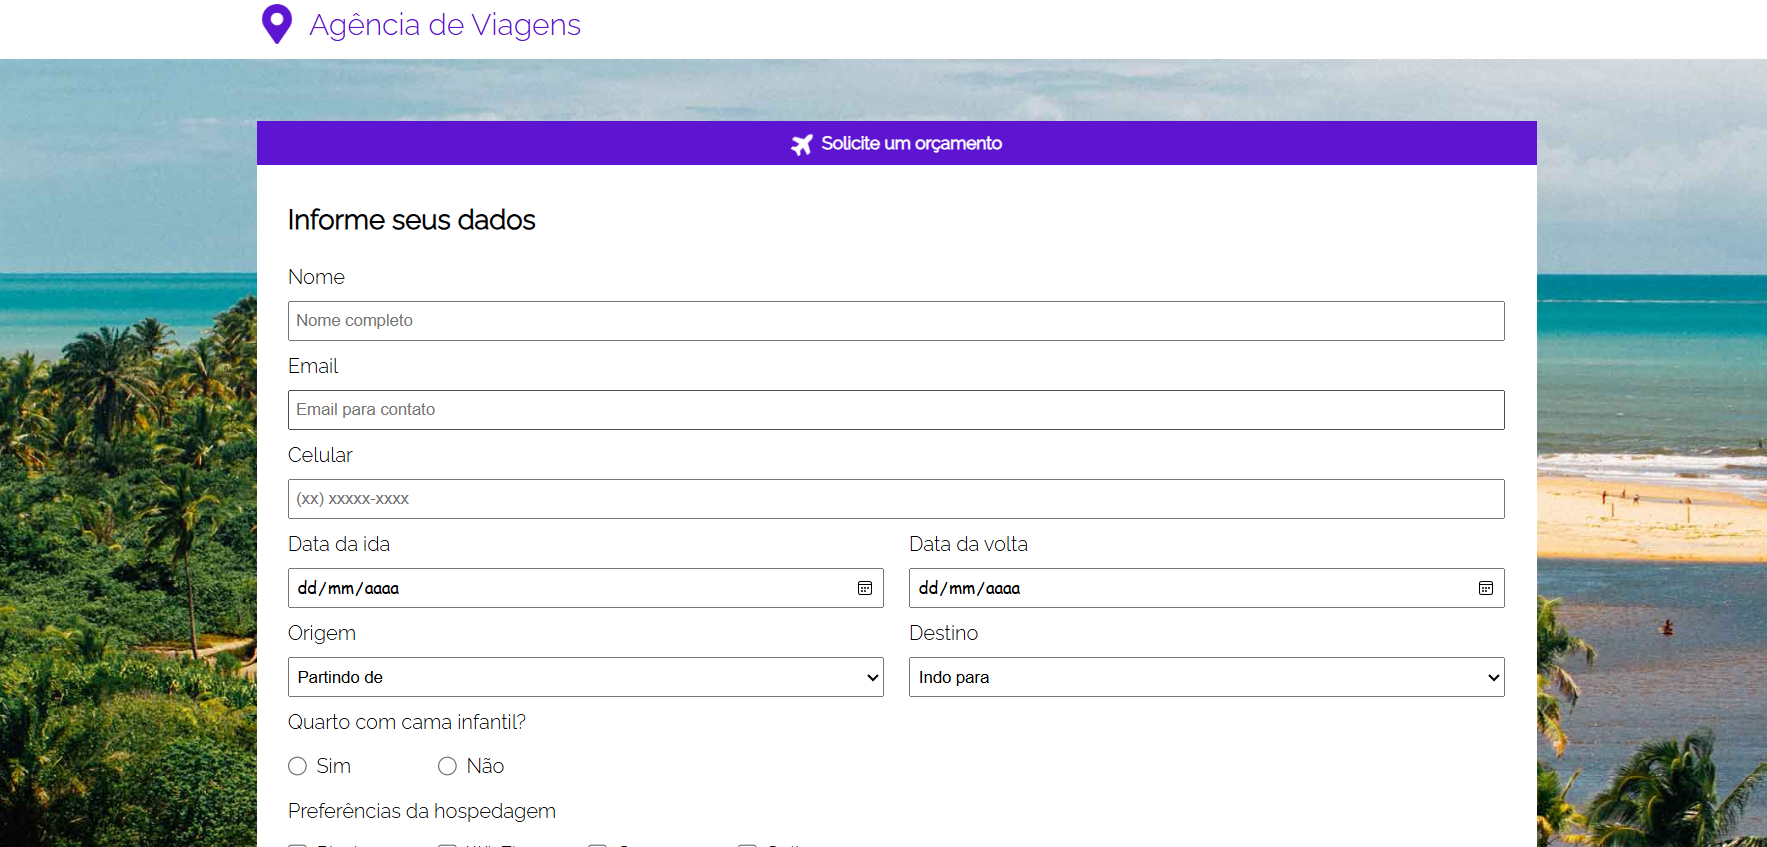 Agência de Viagens
Solicite um orçamento
Informe seus dados
Nome
Nome completo
Email
Email para contato
Celular
(xx) xxxxx-xxxx
Data da ida Data da volta
dd/mm/aaaa dd/mm/aaaa
Origem Destino
Partindo de Indo para
Quarto com cama infantil?
Sim Não
Preferências da hospedagem